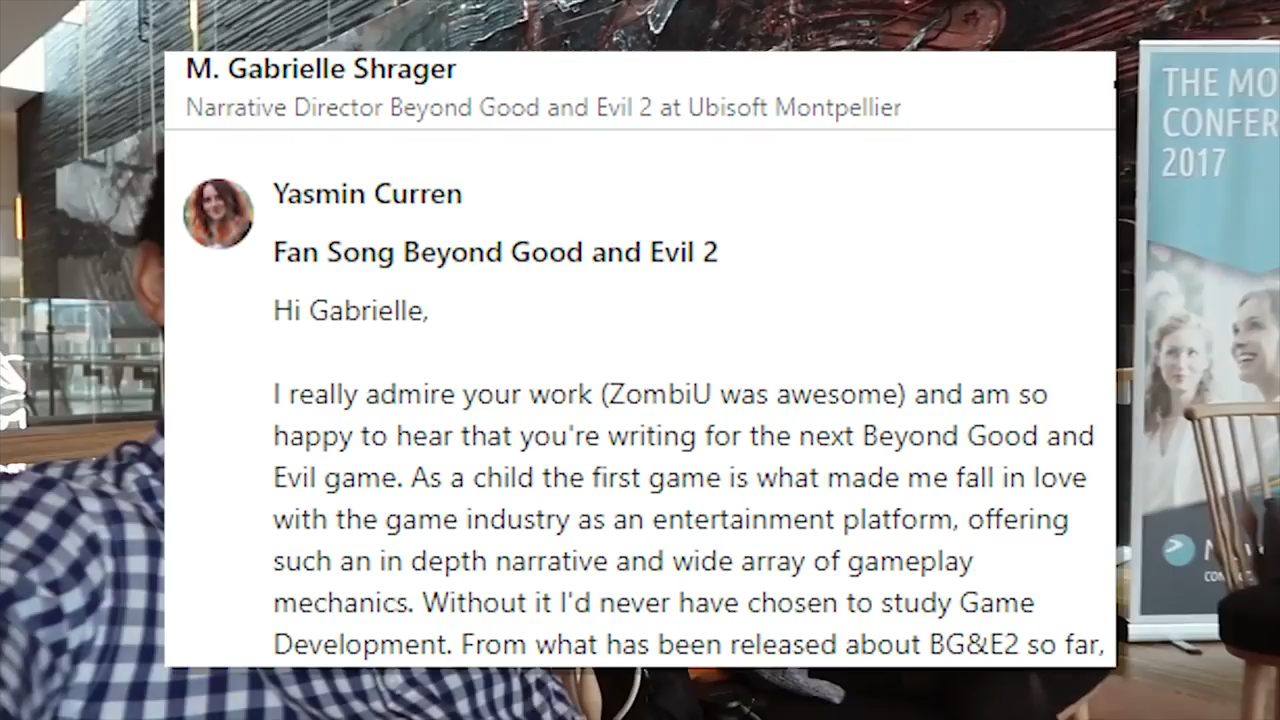 M. Gabrielle Shrager
Narrative Director Beyond Good and Evil 2 at Ubisoft Montpellier
Yasmin Curren
Fan Song Beyond Good and Evil 2
Hi Gabrielle,
I really admire your work (ZombiU was awesome) and am so
happy to hear that you're writing for the next Beyond Good and
Evil game. As a child the first game is what made me fall in love
with the game industry as an entertainment platform, offering
such an in depth narrative and wide array of gameplay
mechanics. Without it I'd never have chosen to study Game
Development. From what has been released about BG&E2 so far,
THE MO
CONFER
2017